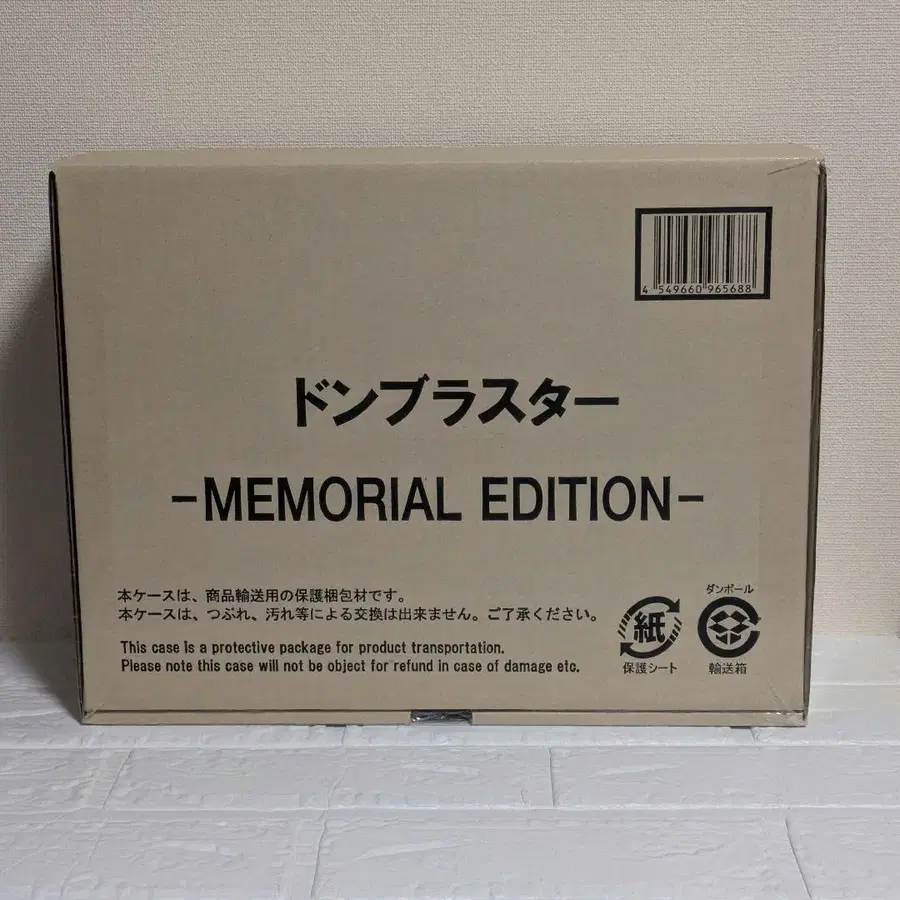 4 549660 965688
ドンブラスター
-MEMORIAL EDITION-
本ケースは、商品輸送用の保護梱包材です。
本ケースは、つぶれ、汚れ等による交換は出来ません。ご了承ください。
This case is a protective package for product transportation.
Please note this case will not be object for refund in case of damage etc.
紙
保護シート
ダンボール
輸送箱